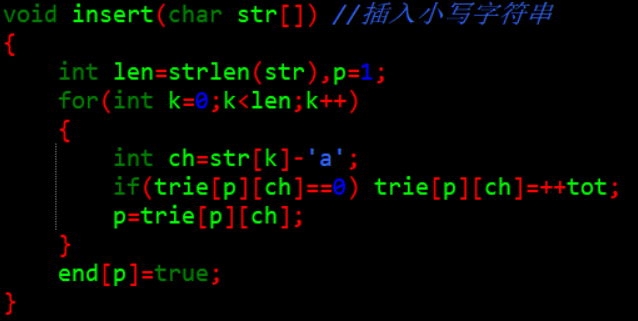 void insert(char str[]) //插入小写字符串
{
int len=strlen(str),p=1;
for(int k=0;k<len;k++)
{
int ch=str[k]-'a';
if(trie[p][ch]==0) trie[p][ch]=++tot;
p=trie[p][ch];
}
end[p]=true;
}